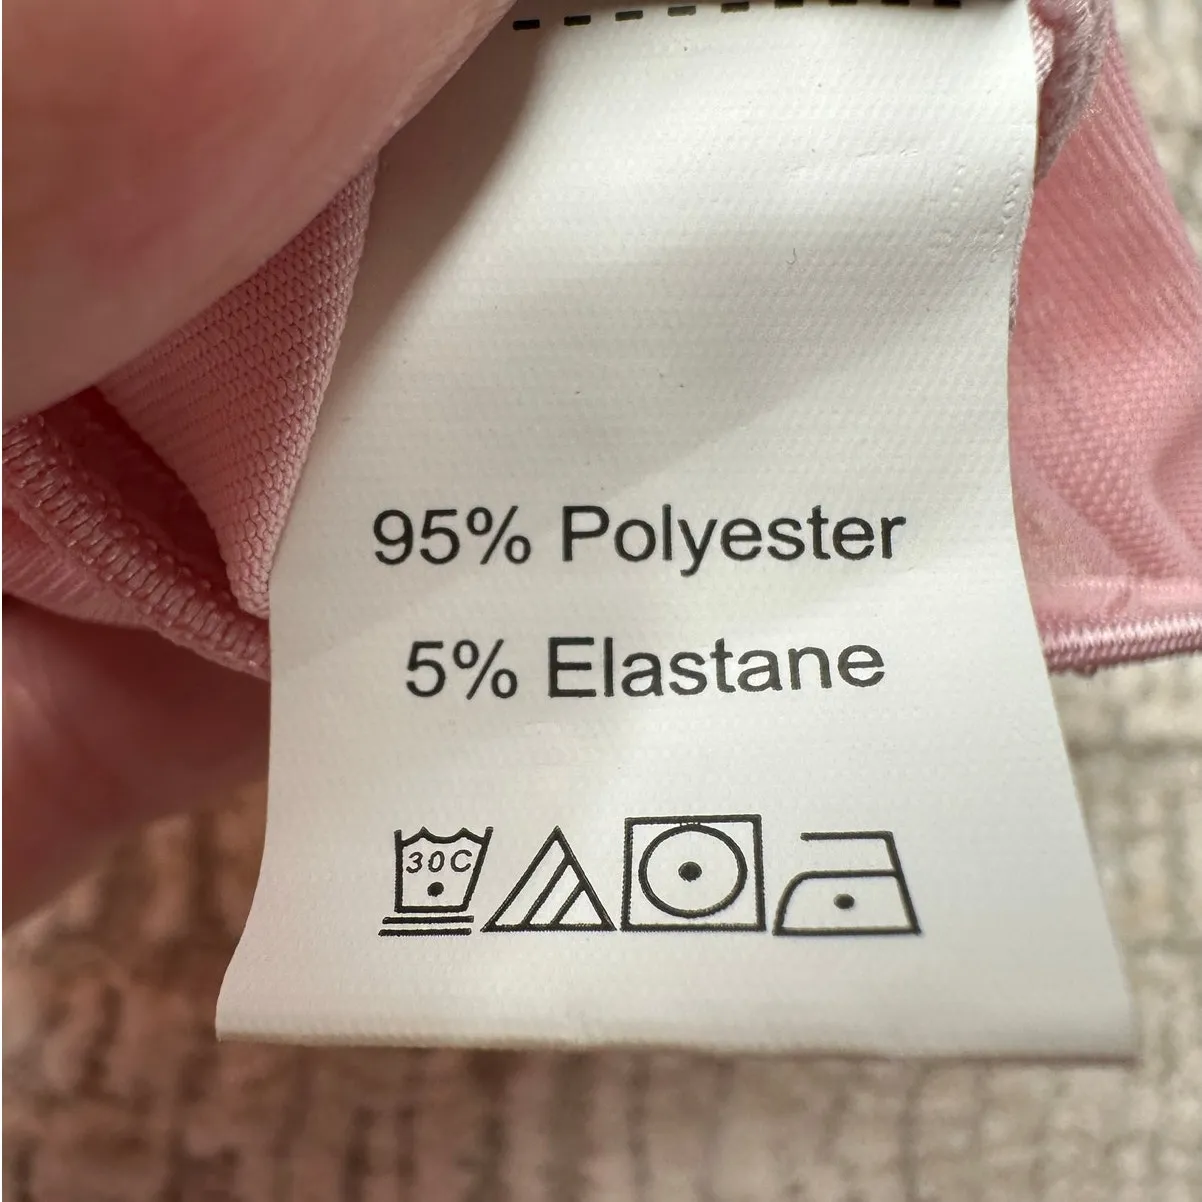 95% Polyester
5% Elastane
30C